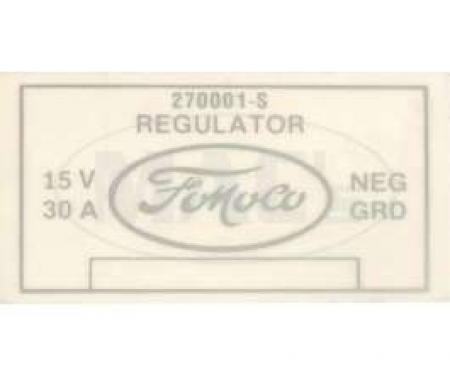 270001-S
REGULATOR
15 V
30 A
FoMoCo
NEG
GRD